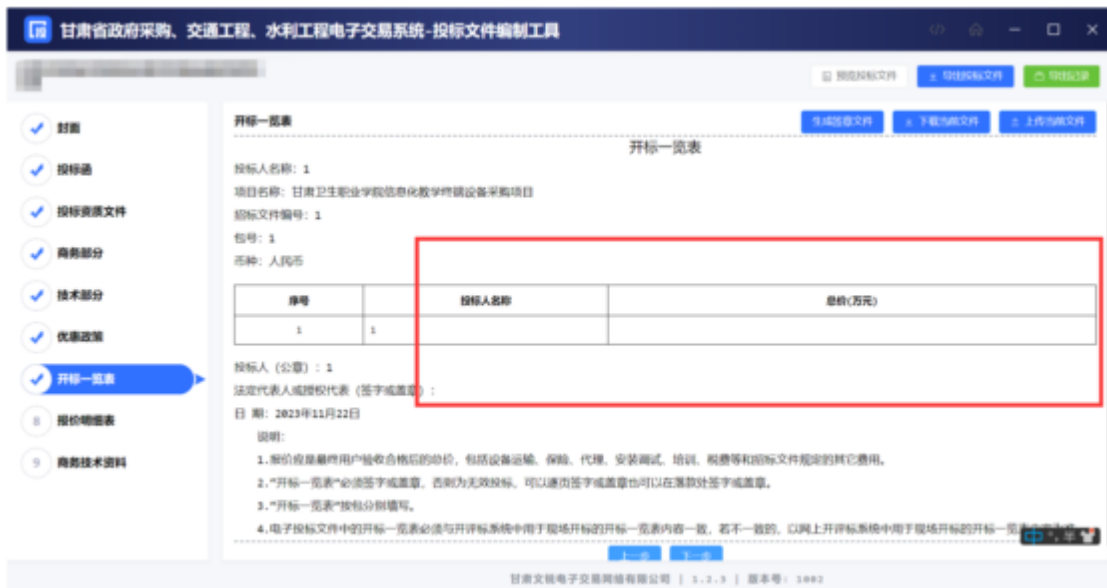 甘肃省政府采购、交通工程、水利工程电子交易系统-投标文件编制工具
预览投标文件
导出投标文件
导出记录
封面
投标函
投标资质文件
商务部分
技术部分
优惠政策
开标一览表
8 报价明细表
9 商务技术资料
开标一览表
生成签章文件
下载当前文件
上传当前文件
开标一览表
投标人名称: 1
项目名称: 甘肃卫生职业学院信息化教学终端设备采购项目
招标文件编号: 1
包号: 1
币种: 人民币
序号 投标人名称 总价(万元)
1 1
投标人 (公章) : 1
法定代表人或授权代表 (签字或盖章) :
日 期: 2023年11月22日
说明:
1.报价应是最终用户验收合格后的总价, 包括设备运输、保险、代理、安装调试、培训、税费等和招标文件规定的其它费用。
2."开标一览表"必须签字或盖章, 否则为无效投标, 可以逐页签字或盖章也可以在落款处签字或盖章。
3."开标一览表"按包分别填写。
4.电子投标文件中的开标一览表必须与开评标系统中用于现场开标的开标一览表内容一致, 若不一致的, 以网上开评标系统中用于现场开标的开标一览
上一步
下一步
中 半
甘肃文锐电子交易网络有限公司 | 1.2.3 | 版本号: 1002